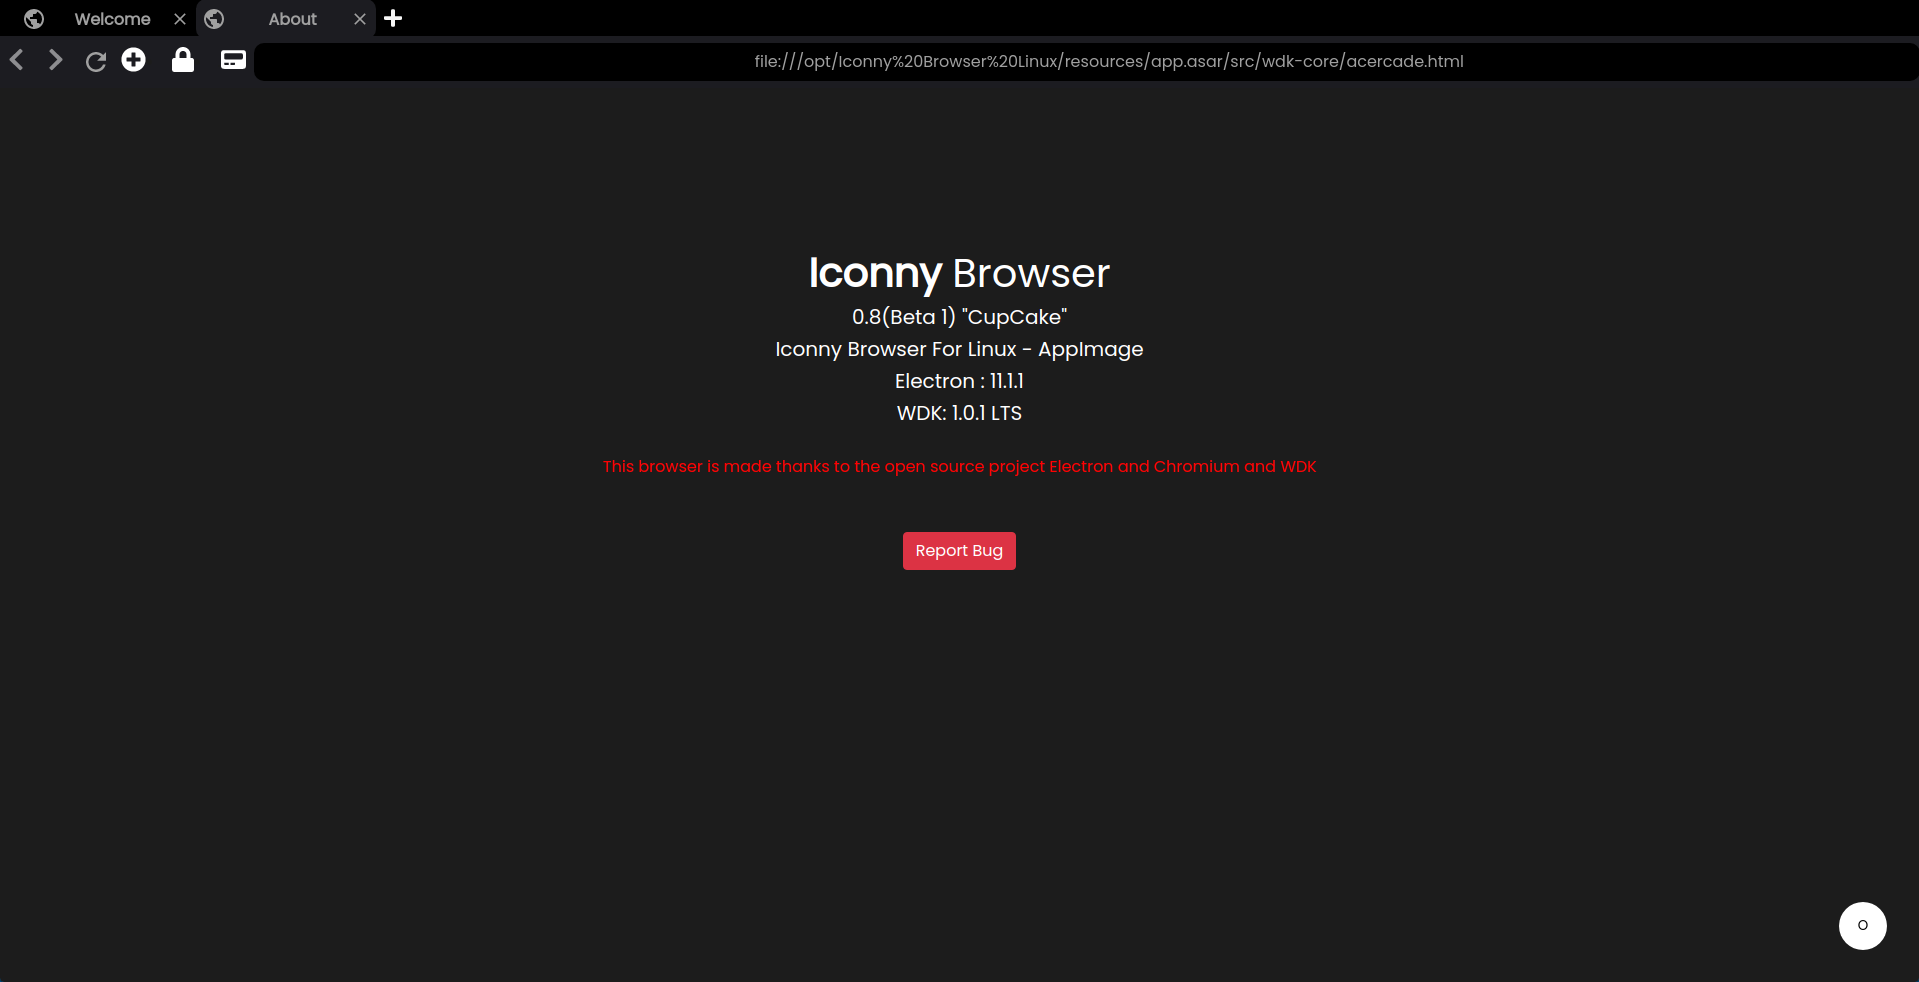 Welcome
About
file:///opt/Iconny%20Browser%20Linux/resources/app.asar/src/wdk-core/acercade.html
Iconny Browser
0.8(Beta 1) "CupCake"
Iconny Browser For Linux - AppImage
Electron : 11.1.1
WDK: 1.0.1 LTS
This browser is made thanks to the open source project Electron and Chromium and WDK
Report Bug
O